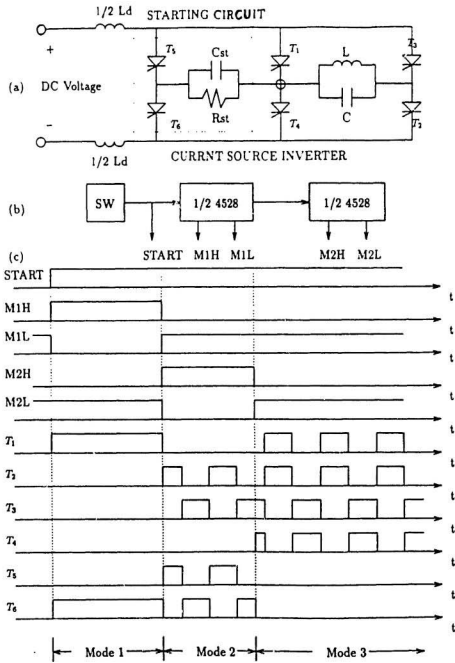 1/2 Ld
STARTING CIRCUIT
T5
Cst
T1
L
T3
+
(a) DC Voltage
T6
Rst
T4
C
T2
−
1/2 Ld
CURRNT SOURCE INVERTER
(b) SW 1/2 4528 1/2 4528
START M1H M1L M2H M2L
(c)
START
t
M1H
t
M1L
t
M2H
t
M2L
t
T1
t
T2
t
T3
t
T4
t
T5
t
T6
t
Mode 1 Mode 2 Mode 3